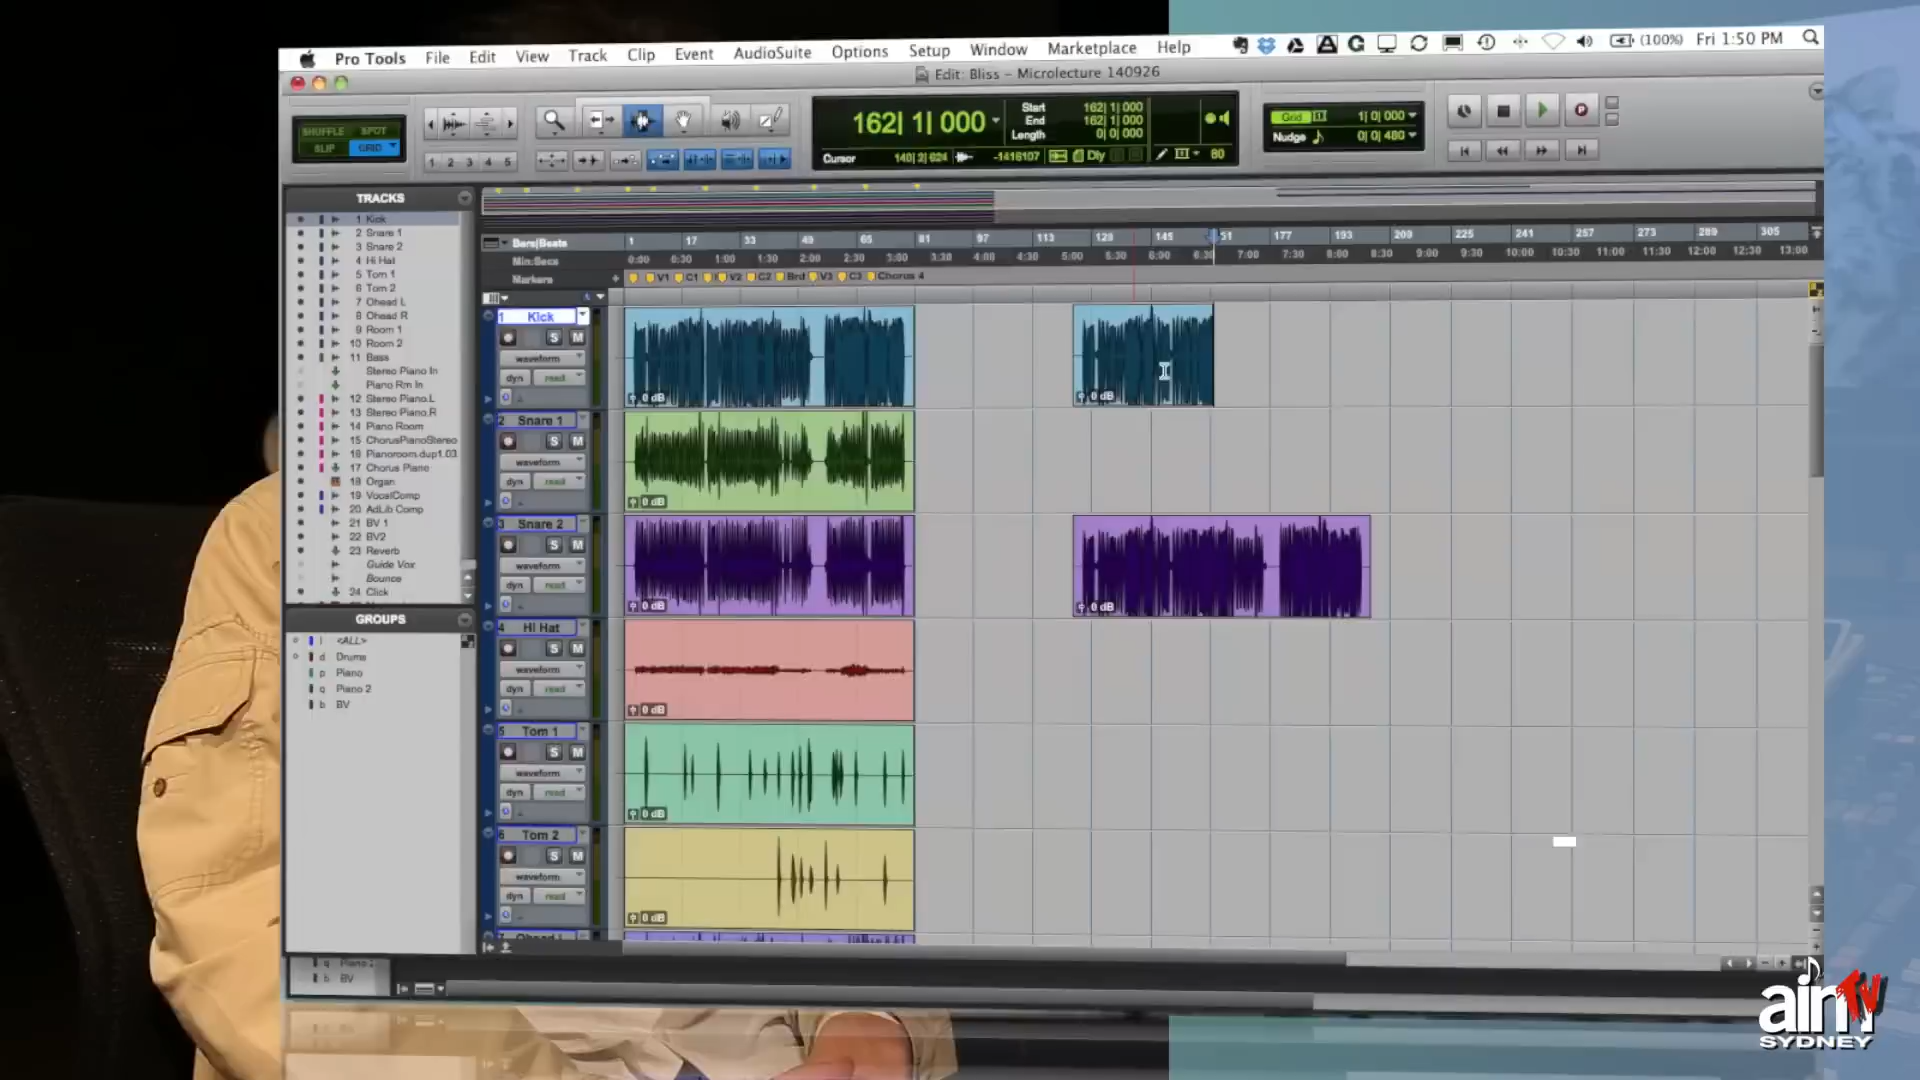 Pro Tools File Edit View Track Clip Event AudioSuite Options Setup Window Marketplace Help (100%) Fri 1:50 PM
Edit: Bliss - Microlecture 140926
SHUFFLE SPOT
SLIP GRID
1 2 3 4 5
162| 1| 000
Start 162| 1| 000
End 162| 1| 000
Length 0| 0| 000
Cursor 140| 2| 624 -1416107 Dly 80
Grid 1| 0| 000
Nudge 0| 0| 480
TRACKS
1 Kick
2 Snare 1
3 Snare 2
4 Hi Hat
5 Tom 1
6 Tom 2
7 Ohead L
8 Ohead R
9 Room 1
10 Room 2
11 Bass
Stereo Piano In
Piano Rm In
12 Stereo Piano.L
13 Stereo Piano.R
14 Piano Room
15 ChorusPianoStereo
16 Pianoroom.dup1.03
17 Chorus Piano
18 Organ
19 VocalComp
20 AdLib Comp
21 BV 1
22 BV2
23 Reverb
Guide Vox
Bounce
24 Click
GROUPS
! <ALL>
d Drums
p Piano
q Piano 2
b BV
Bars|Beats 1 17 33 49 65 81 97 113 129 145 177 193 209 225 241 257 273 289 305
Min:Secs 0:00 0:30 1:00 1:30 2:00 2:30 3:00 3:30 4:00 4:30 5:00 5:30 6:00 6:30 7:00 7:30 8:00 8:30 9:00 9:30 10:00 10:30 11:00 11:30 12:00 12:30 13:00
Markers V1 C1 V2 C2 Brd V3 C3 Chorus 4
1 Kick
S M
waveform
dyn read
0 dB 0 dB
2 Snare 1
S M
waveform
dyn read
0 dB
3 Snare 2
S M
waveform
dyn read
0 dB 0 dB
4 Hi Hat
S M
waveform
dyn read
0 dB
5 Tom 1
S M
waveform
dyn read
0 dB
6 Tom 2
S M
waveform
dyn read
0 dB
q Piano 2
b BV
aim TV
SYDNEY